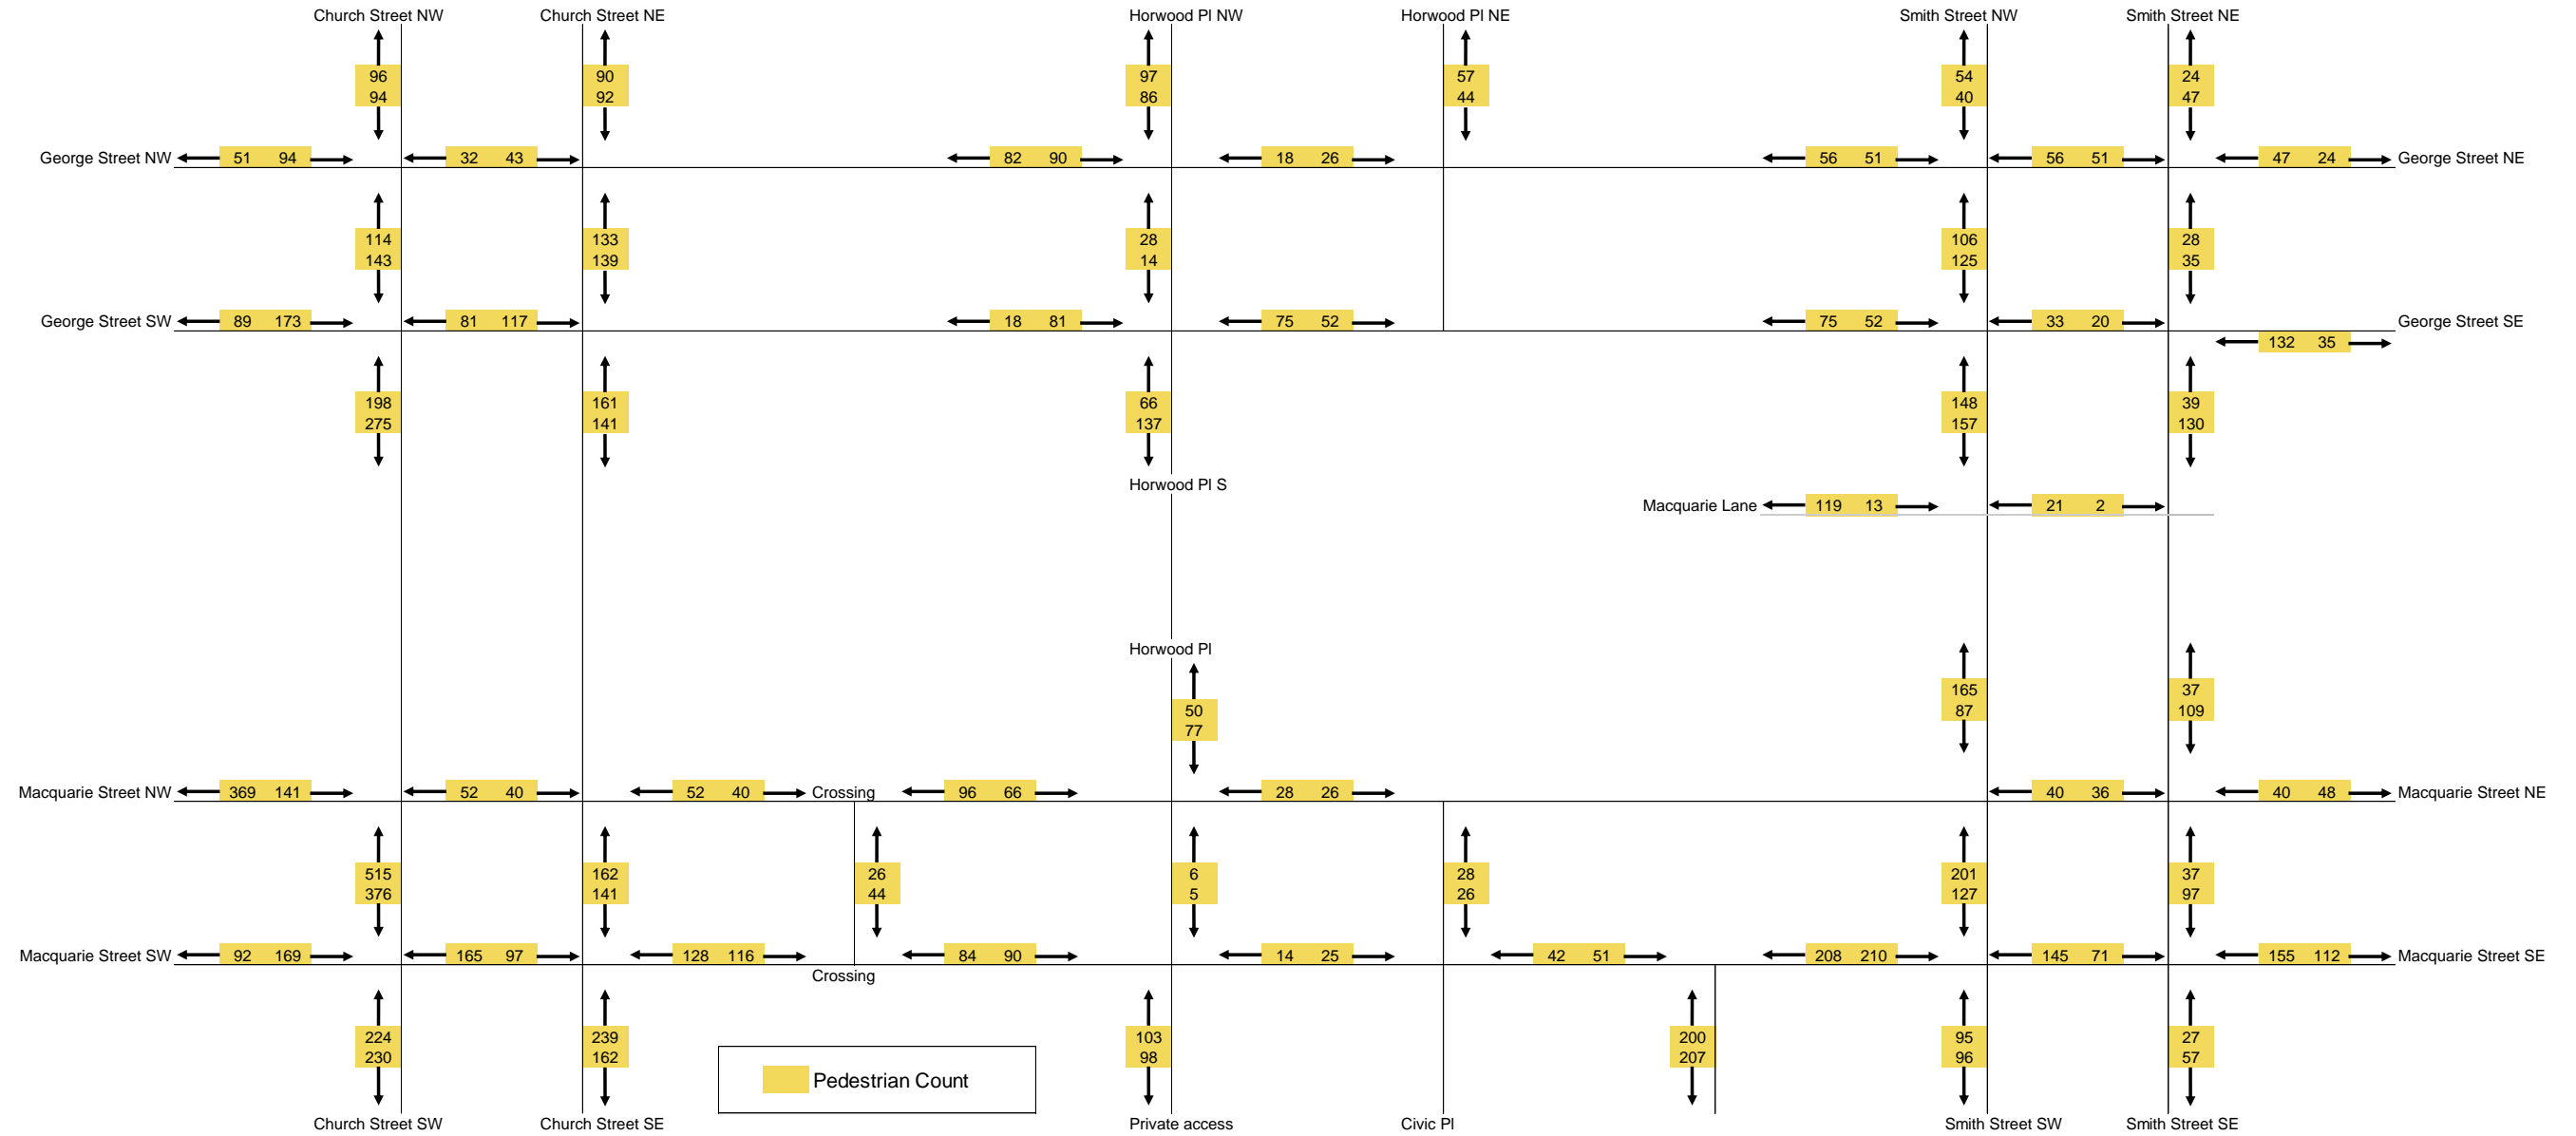 Church Street NW Church Street NE Horwood Pl NW Horwood Pl NE Smith Street NW Smith Street NE
96 90 97 57 54 24
94 92 86 44 40 47
George Street NW 51 94 32 43 82 90 18 26 56 51 56 51 47 24 George Street NE
114 133 28 106 28
143 139 14 125 35
George Street SW 89 173 81 117 18 81 75 52 75 52 33 20 George Street SE
132 35
198 161 66 148 39
275 141 137 157 130
Horwood Pl S
Macquarie Lane 119 13 21 2
Horwood Pl
50 165 37
77 87 109
Macquarie Street NW 369 141 52 40 52 40 Crossing 96 66 28 26 40 36 40 48 Macquarie Street NE
515 162 26 6 28 201 37
376 141 44 5 26 127 97
Macquarie Street SW 92 169 165 97 128 116 84 90 14 25 42 51 208 210 145 71 155 112 Macquarie Street SE
Crossing
224 239 103 200 95 27
230 162 98 207 96 57
Pedestrian Count
Church Street SW Church Street SE Private access Civic Pl Smith Street SW Smith Street SE